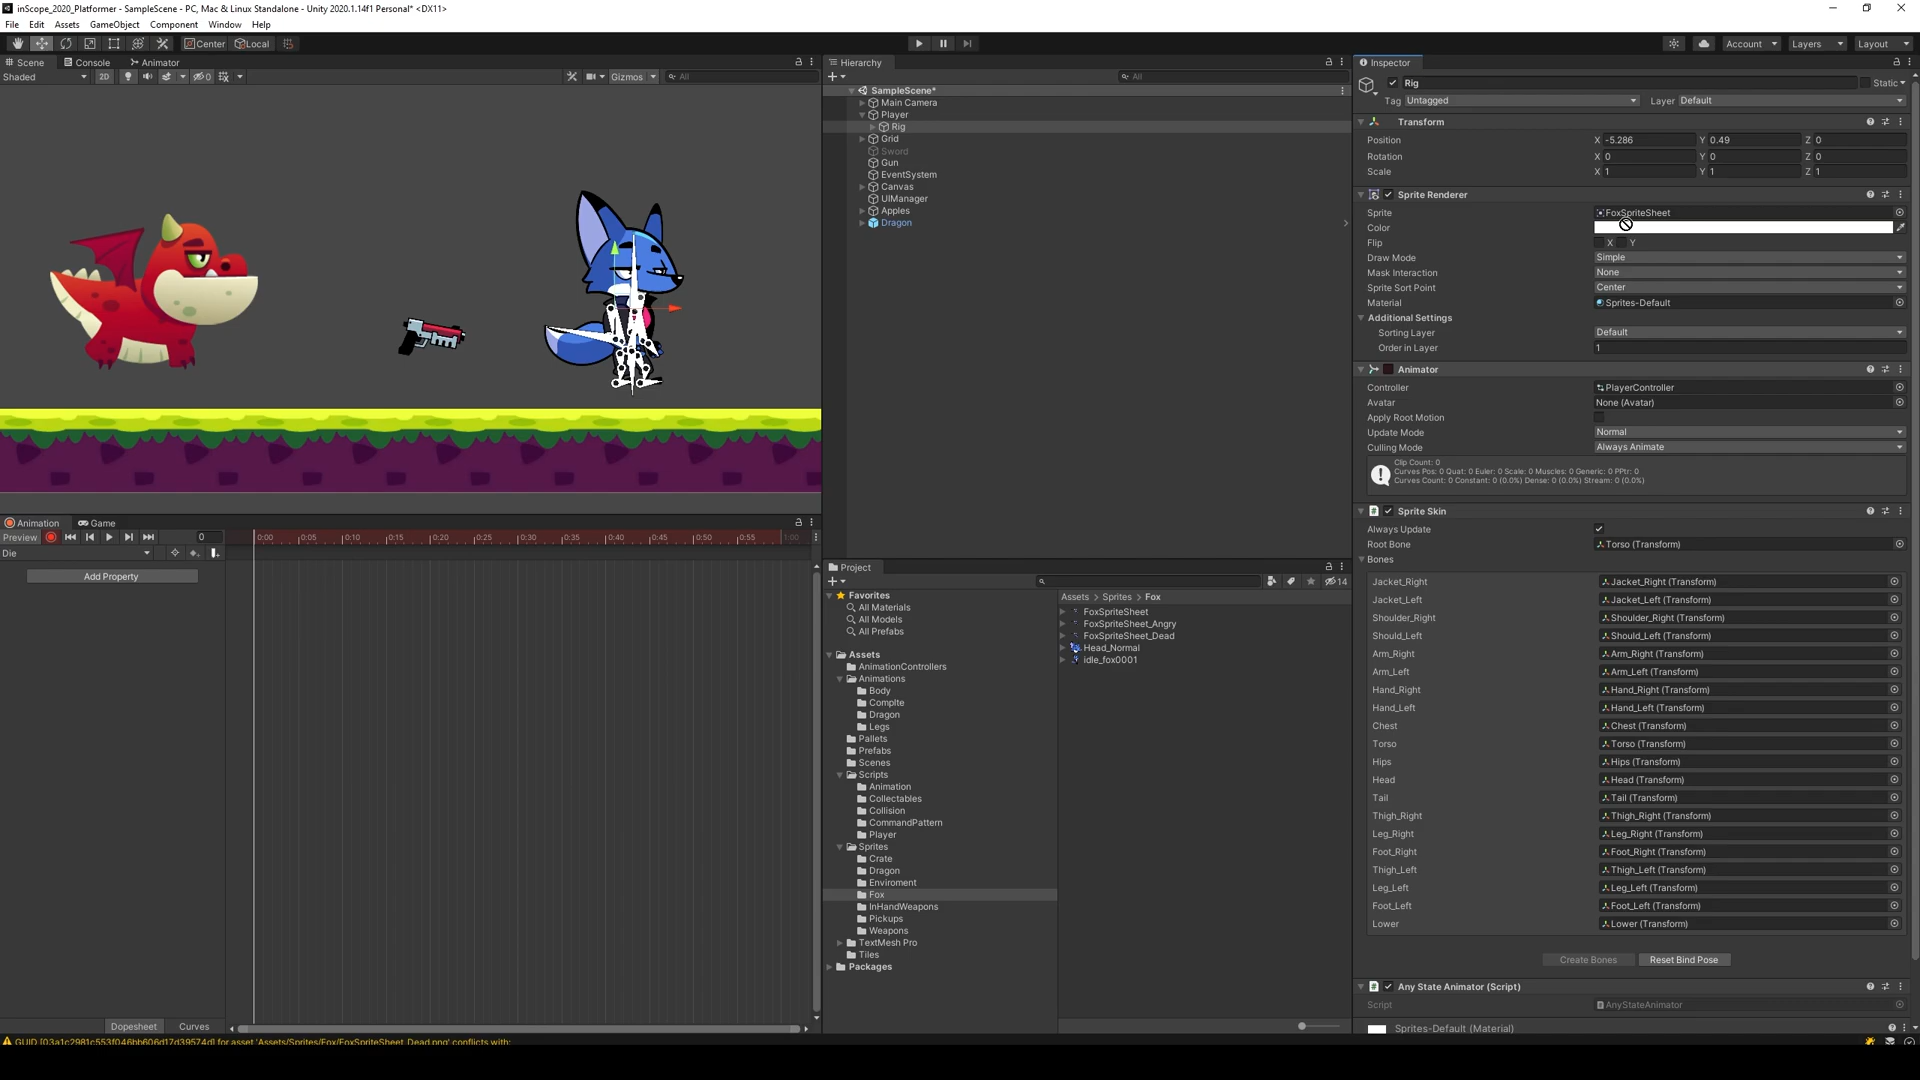 inScope_2020_Platformer - SampleScene - PC, Mac & Linux Standalone - Unity 2020.1.14f1 Personal* <DX11>
File Edit Assets GameObject Component Window Help
Center Local
Account Layers Layout
Scene Console Animator
Shaded 2D 0 Gizmos All
Hierarchy
All
SampleScene*
Main Camera
Player
Rig
Grid
Sword
Gun
EventSystem
Canvas
UIManager
Apples
Dragon
Inspector
Rig Static
Tag Untagged Layer Default
Transform
Position X -5.286 Y 0.49 Z 0
Rotation X 0 Y 0 Z 0
Scale X 1 Y 1 Z 1
Sprite Renderer
Sprite FoxSpriteSheet
Color
Flip X Y
Draw Mode Simple
Mask Interaction None
Sprite Sort Point Center
Material Sprites-Default
Additional Settings
Sorting Layer Default
Order in Layer 1
Animator
Controller PlayerController
Avatar None (Avatar)
Apply Root Motion
Update Mode Normal
Culling Mode Always Animate
Clip Count: 0
Curves Pos: 0 Quat: 0 Euler: 0 Scale: 0 Muscles: 0 Generic: 0 PPtr: 0
Curves Count: 0 Constant: 0 (0.0%) Dense: 0 (0.0%) Stream: 0 (0.0%)
Sprite Skin
Always Update
Root Bone Torso (Transform)
Bones
Jacket_Right Jacket_Right (Transform)
Jacket_Left Jacket_Left (Transform)
Shoulder_Right Shoulder_Right (Transform)
Should_Left Should_Left (Transform)
Arm_Right Arm_Right (Transform)
Arm_Left Arm_Left (Transform)
Hand_Right Hand_Right (Transform)
Hand_Left Hand_Left (Transform)
Chest Chest (Transform)
Torso Torso (Transform)
Hips Hips (Transform)
Head Head (Transform)
Tail Tail (Transform)
Thigh_Right Thigh_Right (Transform)
Leg_Right Leg_Right (Transform)
Foot_Right Foot_Right (Transform)
Thigh_Left Thigh_Left (Transform)
Leg_Left Leg_Left (Transform)
Foot_Left Foot_Left (Transform)
Lower Lower (Transform)
Create Bones Reset Bind Pose
Any State Animator (Script)
Script AnyStateAnimator
Sprites-Default (Material)
Animation Game
Preview 0 0:00 0:05 0:10 0:15 0:20 0:25 0:30 0:35 0:40 0:45 0:50 0:55 1:00
Die
Add Property
Dopesheet Curves
Project
14
Favorites
All Materials
All Models
All Prefabs
Assets
AnimationControllers
Animations
Body
Complte
Dragon
Legs
Pallets
Prefabs
Scenes
Scripts
Animation
Collectables
Collision
CommandPattern
Player
Sprites
Crate
Dragon
Enviroment
Fox
InHandWeapons
Pickups
Weapons
TextMesh Pro
Tiles
Packages
Assets > Sprites > Fox
FoxSpriteSheet
FoxSpriteSheet_Angry
FoxSpriteSheet_Dead
Head_Normal
idle_fox0001
GUID [03a1c2981c553f046bb606d17d39574d] for asset 'Assets/Sprites/Fox/FoxSpriteSheet_Dead.png' conflicts with: